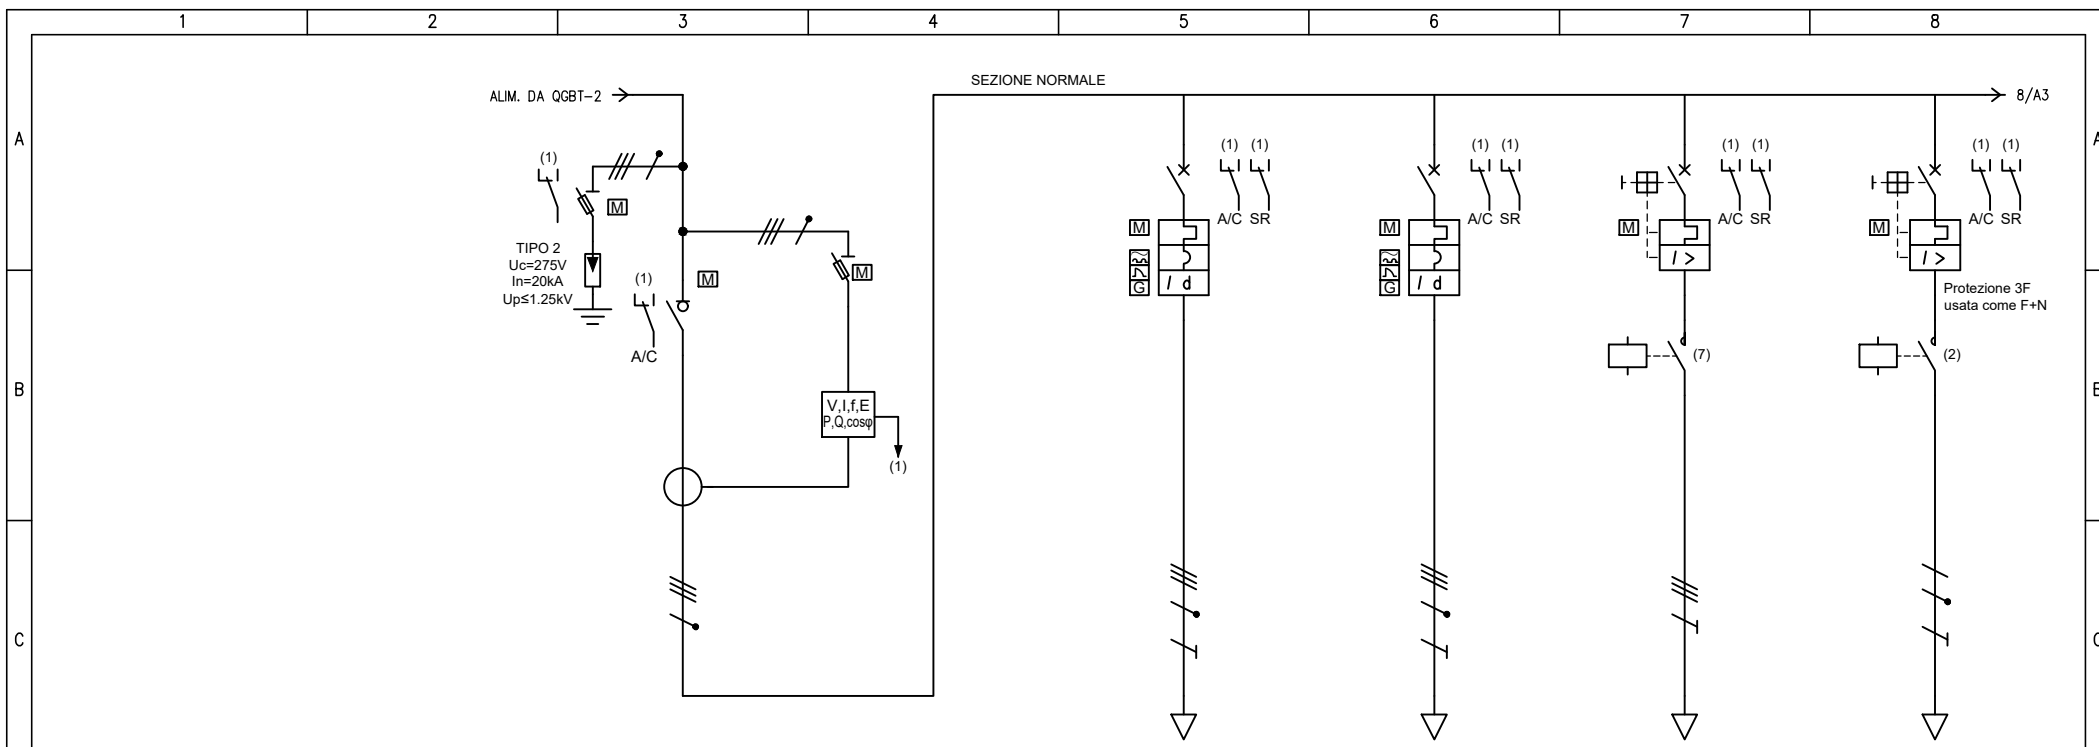 1 2 3 4 5 6 7 8
SEZIONE NORMALE
ALIM. DA QGBT-2
8/A3
A A
(1) (1) (1) (1) (1) (1) (1) (1) (1)
M
A/C SR A/C SR A/C SR A/C SR
M M M M
TIPO 2
Uc=275V
In=20kA
Up≤1.25kV
M
(1)
M
I> I>
G I d G I d
Protezione 3F
usata come F+N
A/C
(7) (2)
B B
V,I,f,E
P,Q,cosφ
(1)
C C